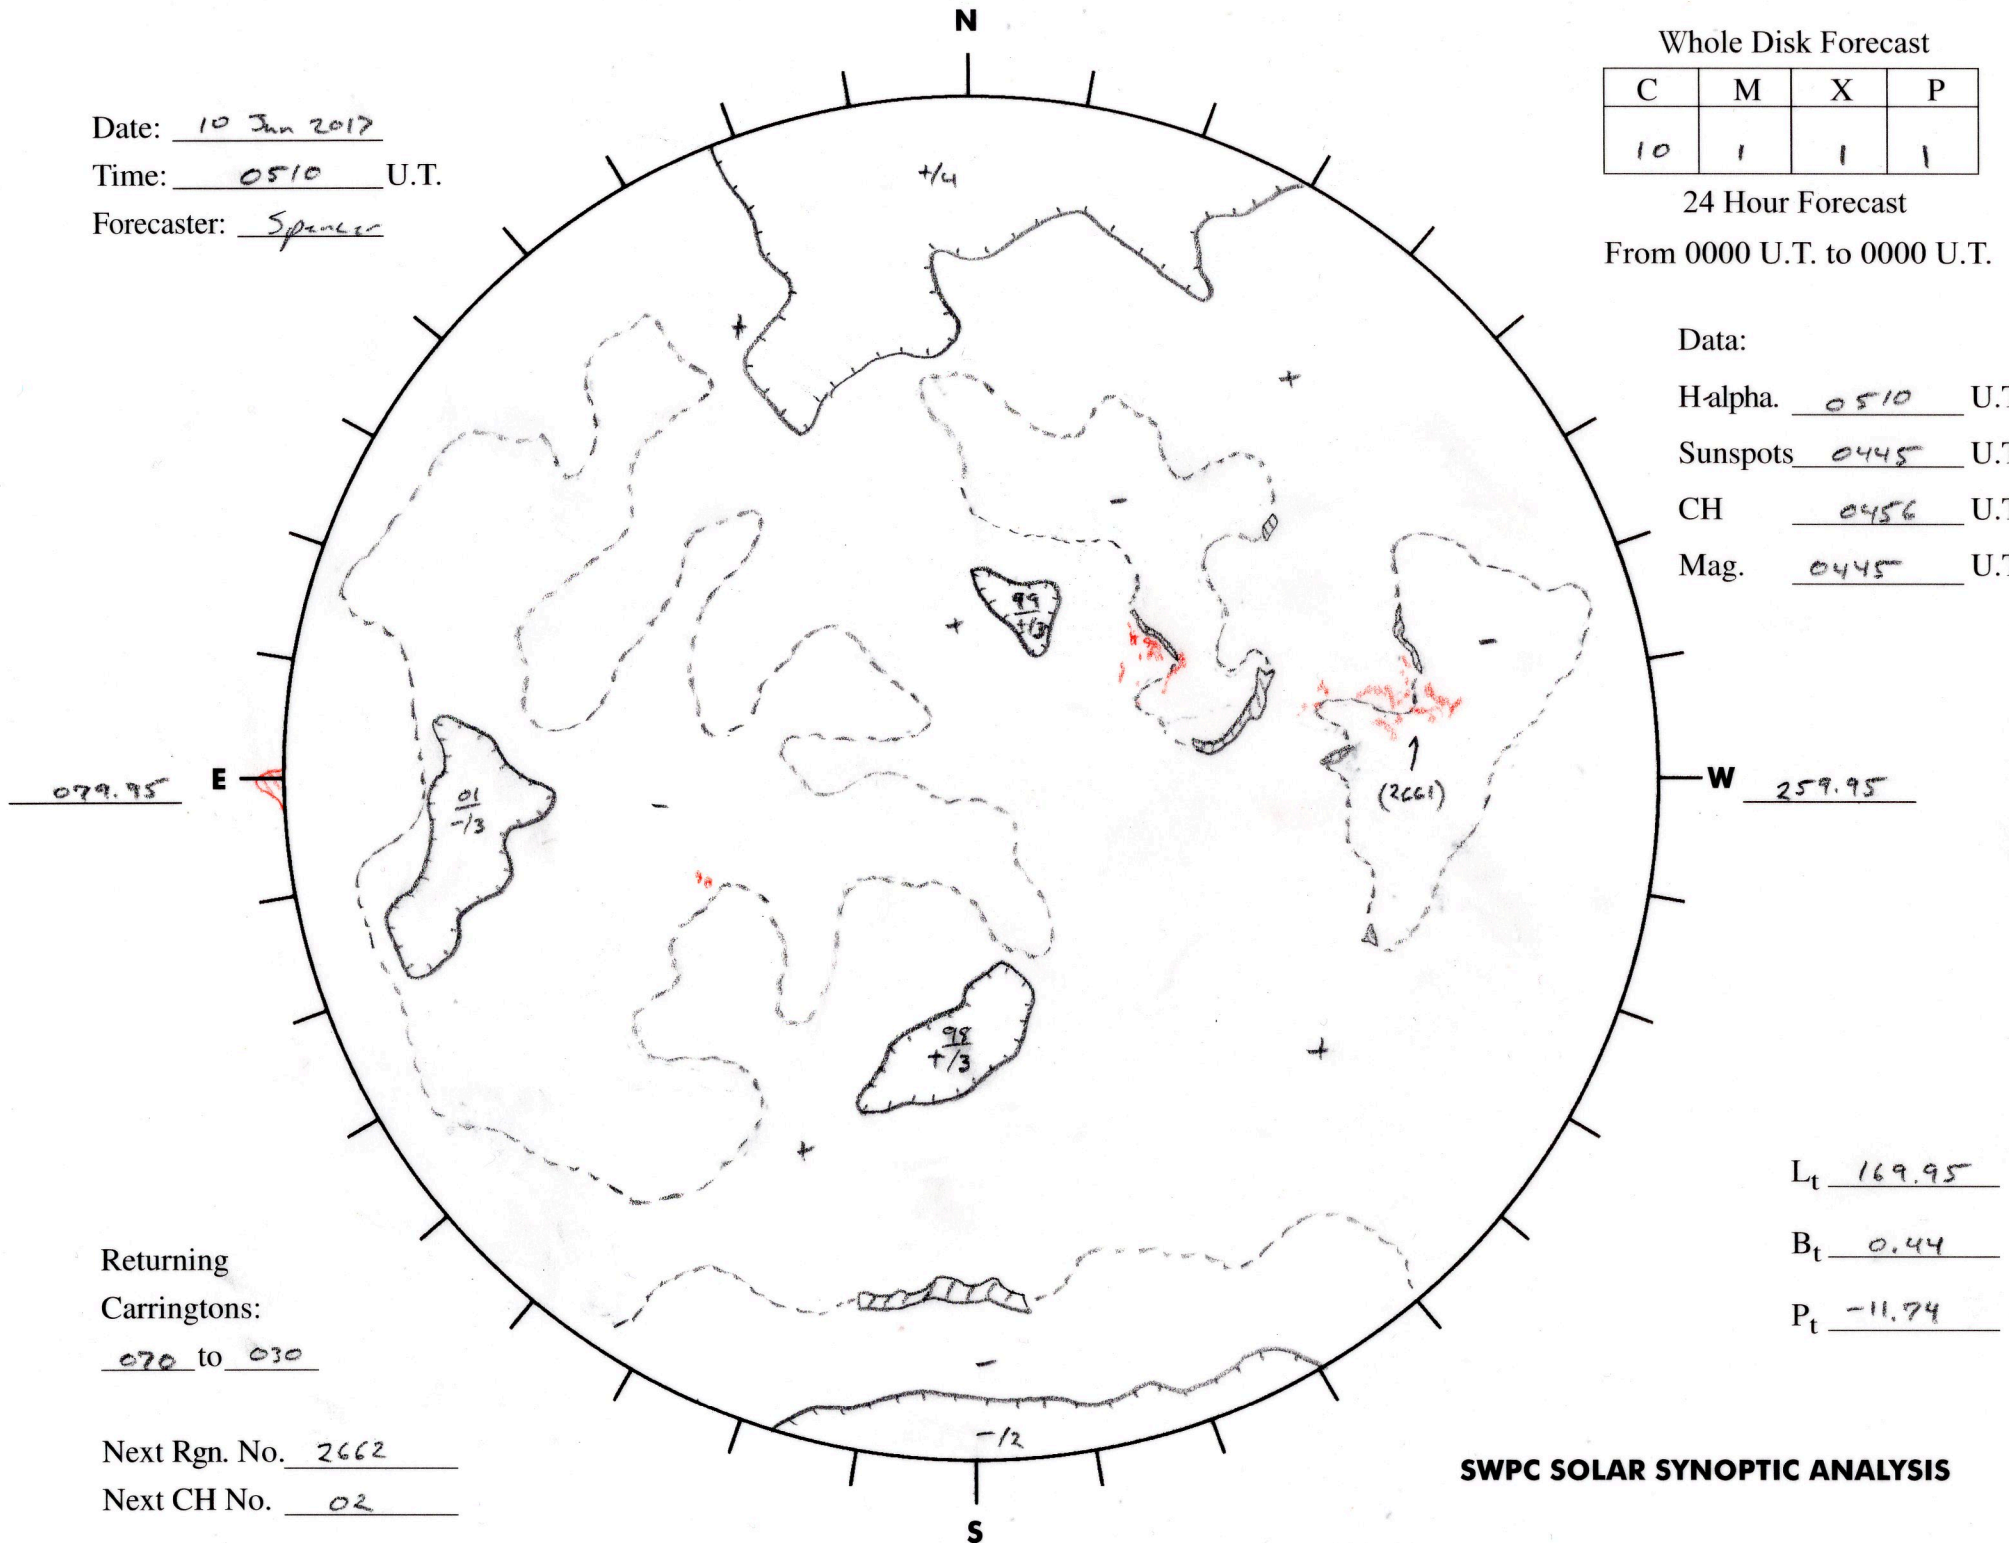 N
Whole Disk Forecast
C M X P
10 1 1 1
24 Hour Forecast
From 0000 U.T. to 0000 U.T.
Date: 10 Jun 2017
Time: 0510 U.T.
Forecaster: Spencer
+/4
+
+
Data:
H-alpha. 0510 U.T
Sunspots 0445 U.T
CH 0456 U.T
Mag. 0445 U.T
-
99
+/3
+
-
079.95 E
W 259.95
(2661)
01
-/3
-
98
+/3
+
+
Lt 169.95
Bt 0.44
Pt -11.74
Returning
Carringtons:
070 to 030
-
-/2
Next Rgn. No. 2662
Next CH No. 02
SWPC SOLAR SYNOPTIC ANALYSIS
S